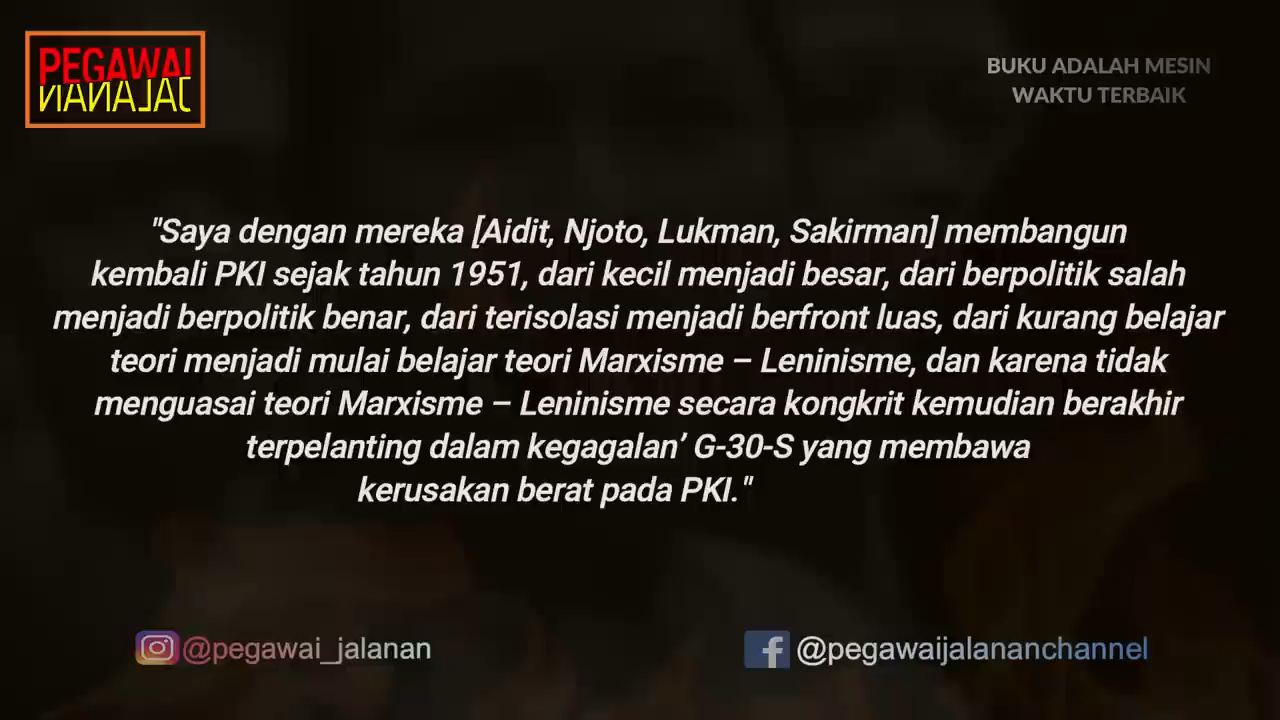 PEGAWAI
JALANAN
BUKU ADALAH MESIN
WAKTU TERBAIK
"Saya dengan mereka [Aidit, Njoto, Lukman, Sakirman] membangun
kembali PKI sejak tahun 1951, dari kecil menjadi besar, dari berpolitik salah
menjadi berpolitik benar, dari terisolasi menjadi berfront luas, dari kurang belajar
teori menjadi mulai belajar teori Marxisme – Leninisme, dan karena tidak
menguasai teori Marxisme – Leninisme secara kongkrit kemudian berakhir
terpelanting dalam kegagalan’ G-30-S yang membawa
kerusakan berat pada PKI."
@pegawai_jalanan
@pegawaijalananchannel